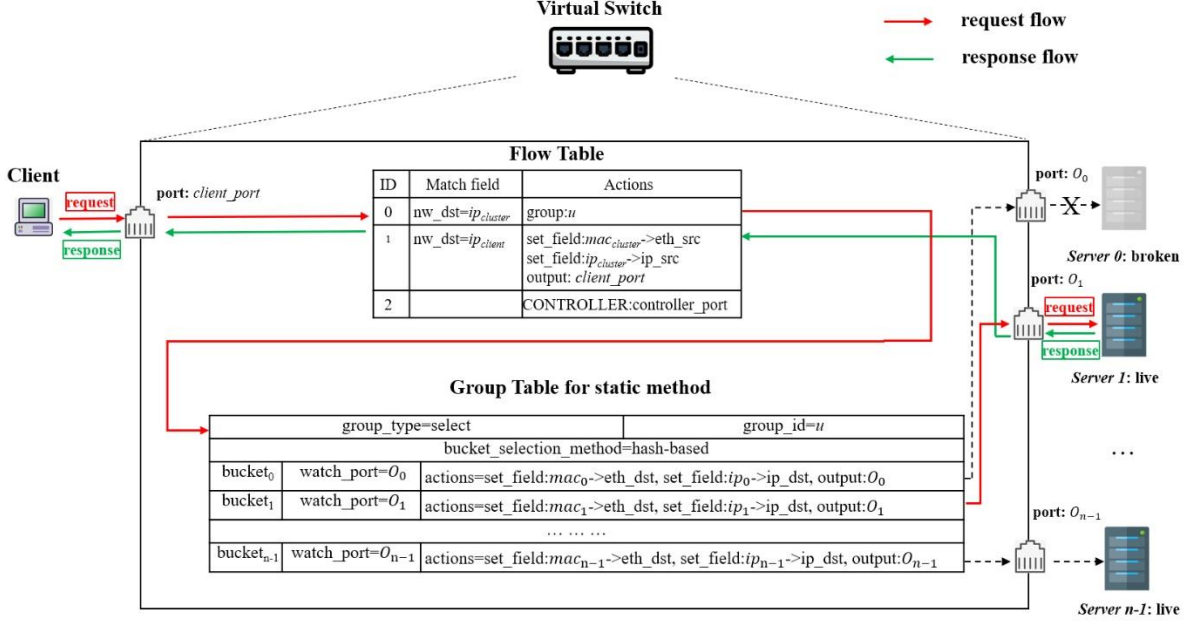 Virtual Switch
request flow
response flow
Client
request
response
port: client_port
Flow Table
ID Match field Actions
0 nw_dst=ip_cluster group:u
1 nw_dst=ip_client set_field:mac_cluster->eth_src
set_field:ip_cluster->ip_src
output: client_port
2 CONTROLLER:controller_port
port: O_0
X
Server 0: broken
port: O_1
request
response
Server 1: live
...
port: O_n−1
Server n-1: live
Group Table for static method
group_type=select group_id=u
bucket_selection_method=hash-based
bucket_0 watch_port=O_0 actions=set_field:mac_0->eth_dst, set_field:ip_0->ip_dst, output:O_0
bucket_1 watch_port=O_1 actions=set_field:mac_1->eth_dst, set_field:ip_1->ip_dst, output:O_1
... ... ...
bucket_n-1 watch_port=O_n−1 actions=set_field:mac_n−1->eth_dst, set_field:ip_n−1->ip_dst, output:O_n−1